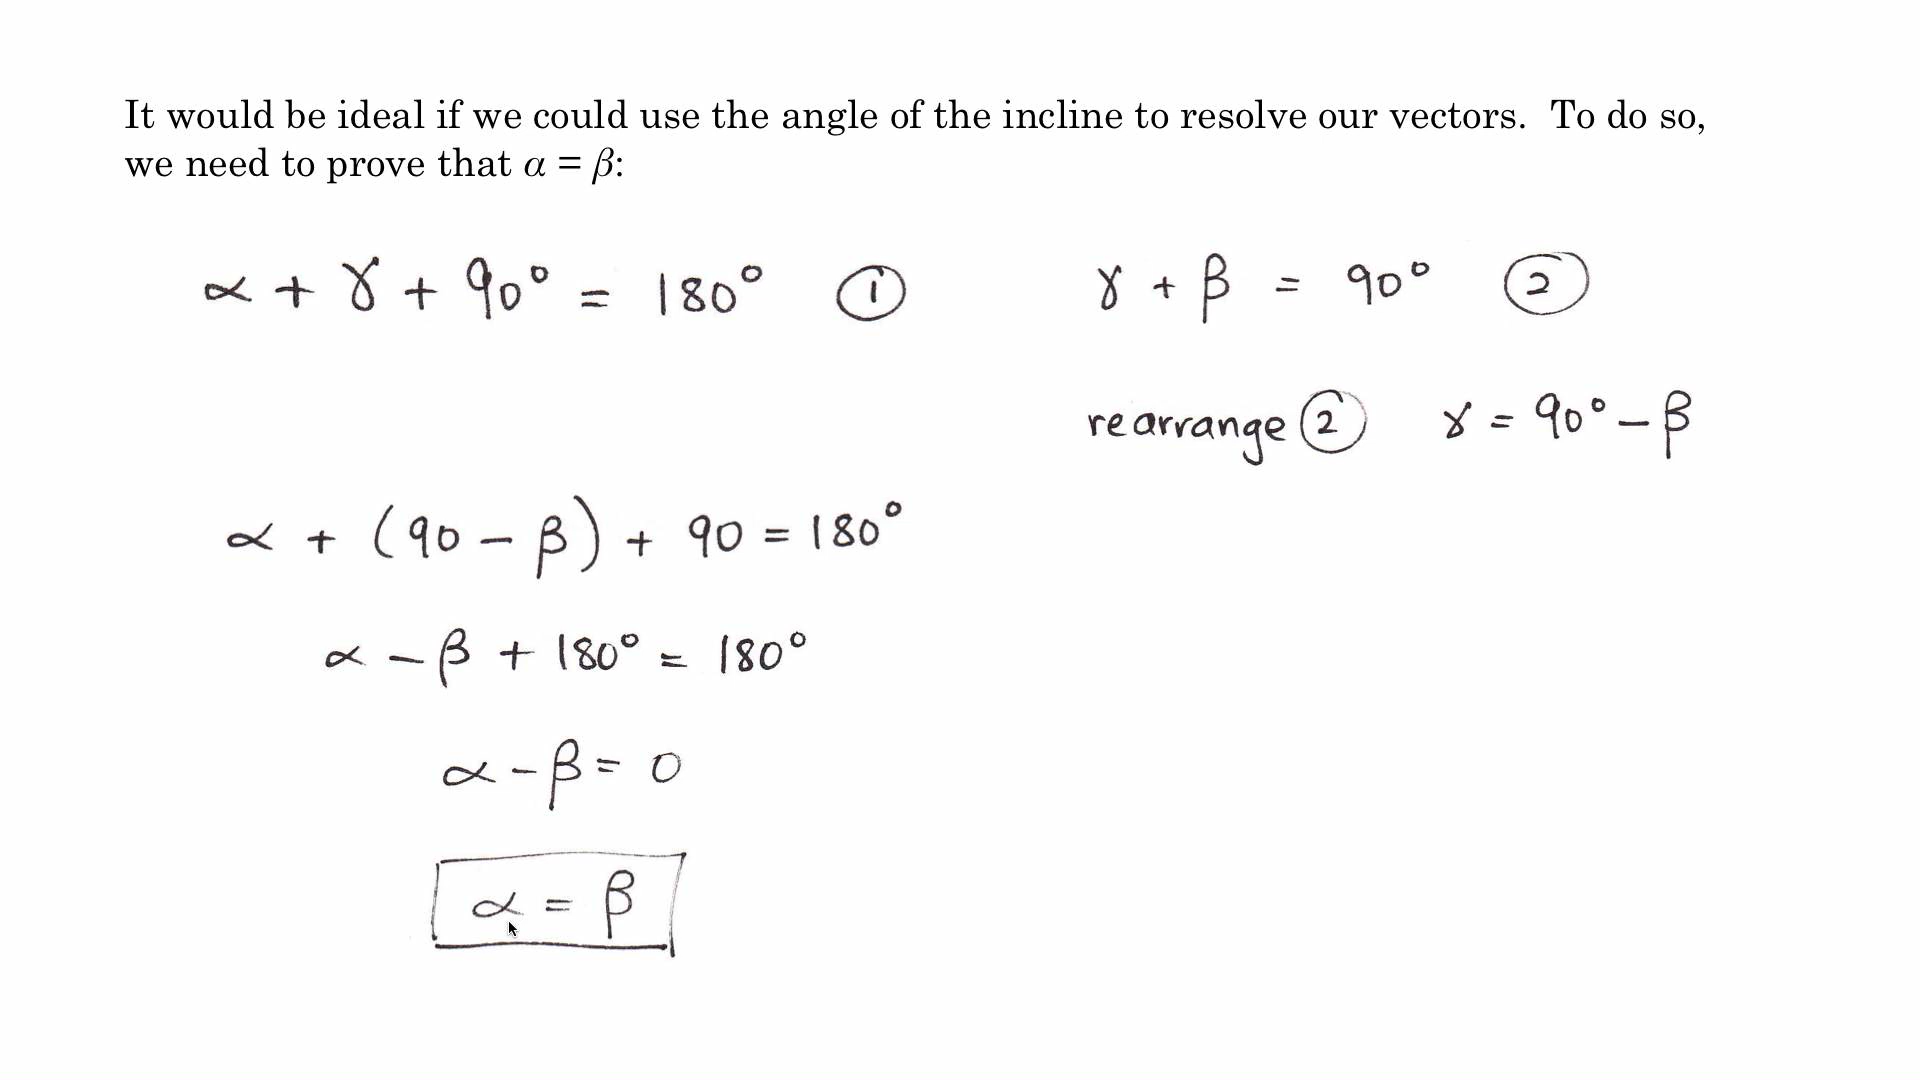 It would be ideal if we could use the angle of the incline to resolve our vectors. To do so,
we need to prove that α = β:
α + γ + 90° = 180° ①
γ + β = 90° ②
rearrange ② γ = 90° − β
α + (90 − β) + 90 = 180°
α − β + 180° = 180°
α − β = 0
α = β